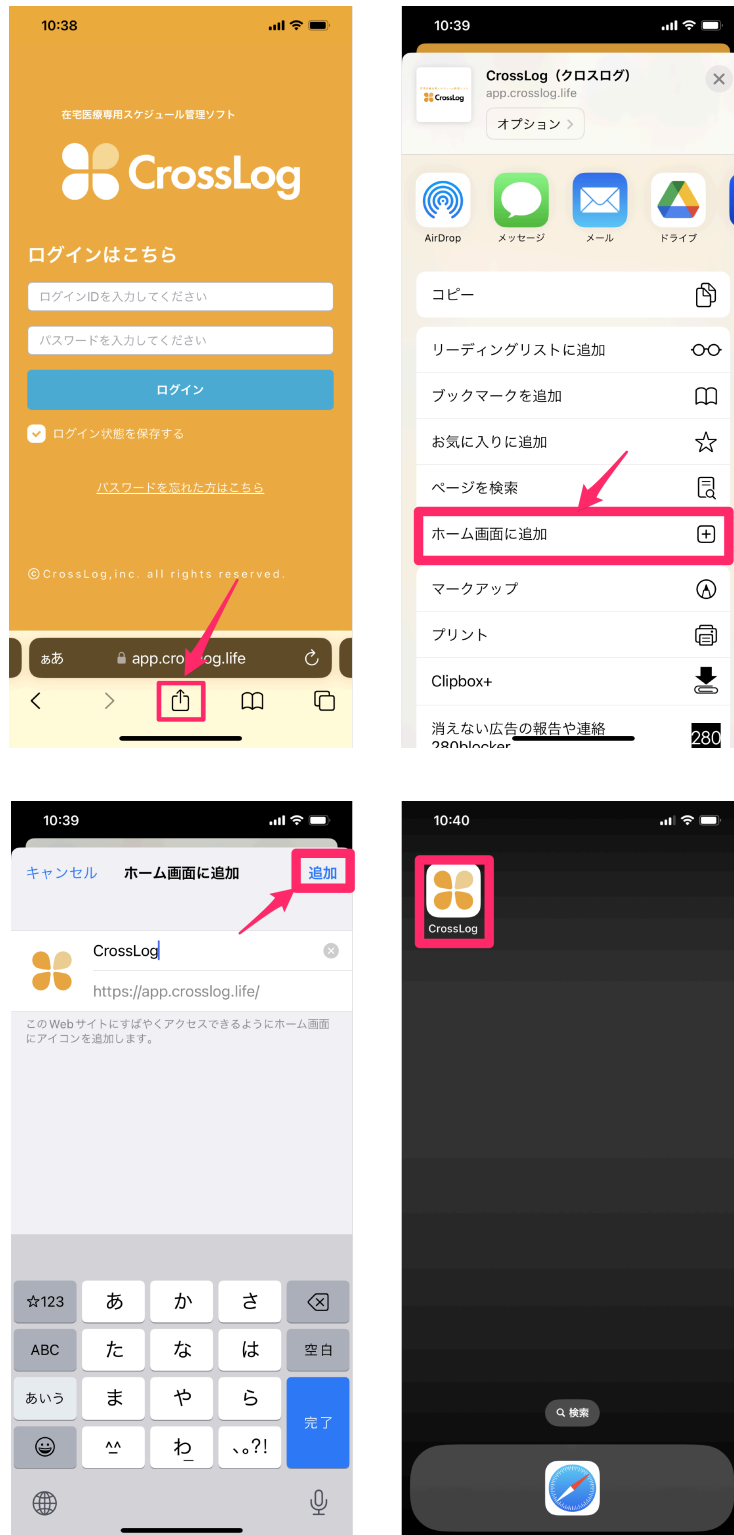 10:38
在宅医療専用スケジュール管理ソフト
CrossLog
ログインはこちら
ログインIDを入力してください
パスワードを入力してください
ログイン
ログイン状態を保存する
パスワードを忘れた方はこちら
©CrossLog,inc. all rights reserved.
ぁあ
10:39
CrossLog（クロスログ）
app.crosslog.life
オプション
CrossLog
AirDrop
メッセージ
メール
ドライブ
コピー
リーディングリストに追加
ブックマークを追加
お気に入りに追加
ページを検索
ホーム画面に追加
マークアップ
プリント
Clipbox+
消えない広告の報告や連絡
280blocker
280
10:39
キャンセル
ホーム画面に追加
追加
CrossLog
https://app.crosslog.life/
このWebサイトにすばやくアクセスできるようにホーム画面
にアイコンを追加します。
☆123
あ
か
さ
ABC
た
な
は
空白
あいう
ま
や
ら
完了
^^
わ
、。?!
10:40
CrossLog
検索